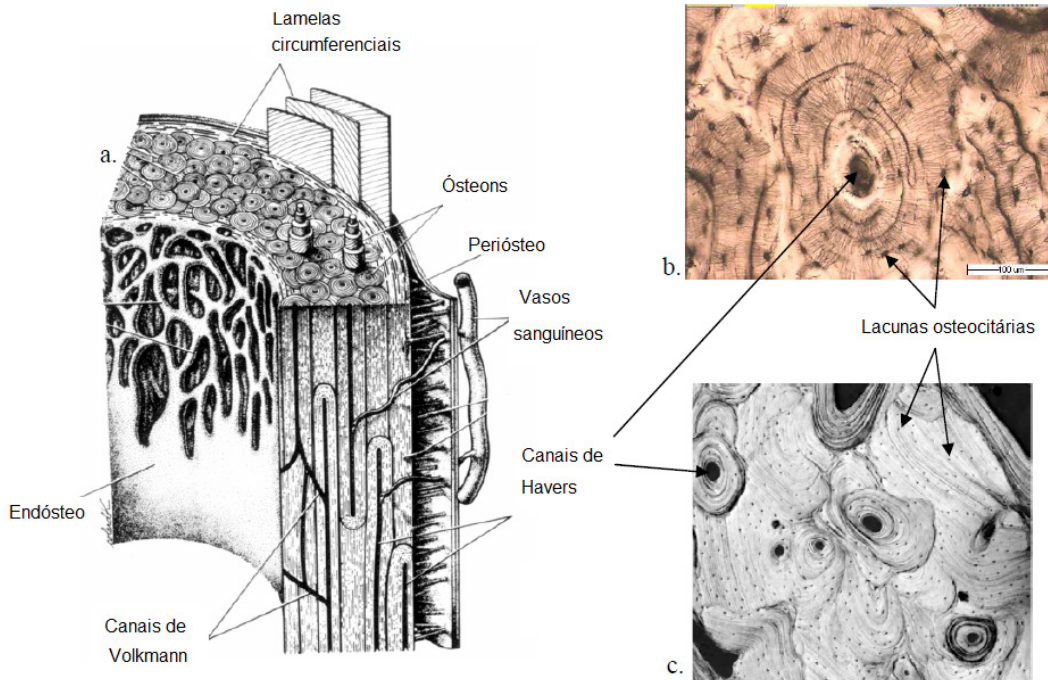 Lamelas
circumferenciais
a.
Ósteons
Periósteo
Vasos
sanguíneos
Endósteo
Canais de
Volkmann
Canais de
Havers
b.
100 um
Lacunas osteocitárias
c.